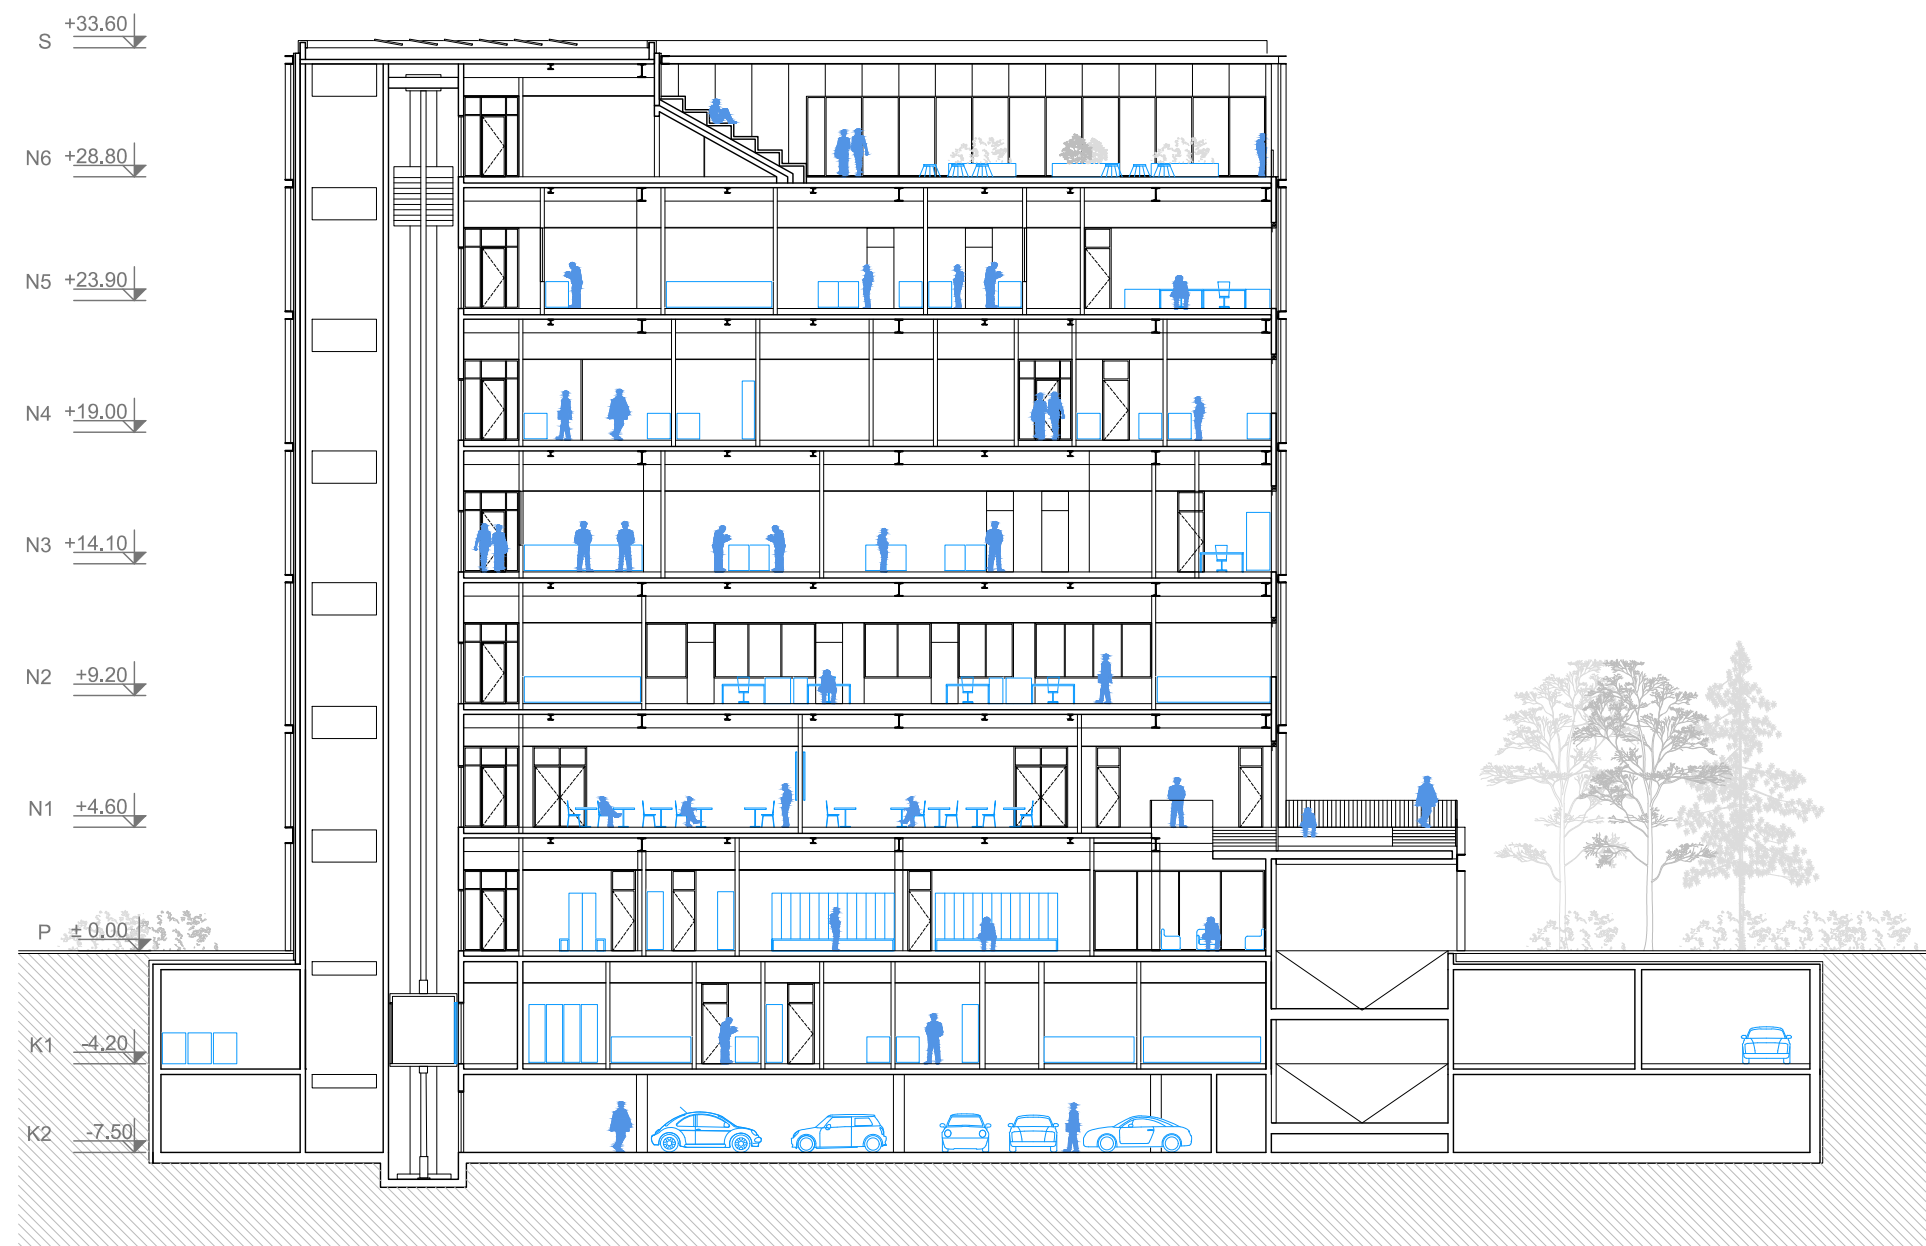 S +33.60
N6 +28.80
N5 +23.90
N4 +19.00
N3 +14.10
N2 +9.20
N1 +4.60
P ± 0.00
K1 -4.20
K2 -7.50